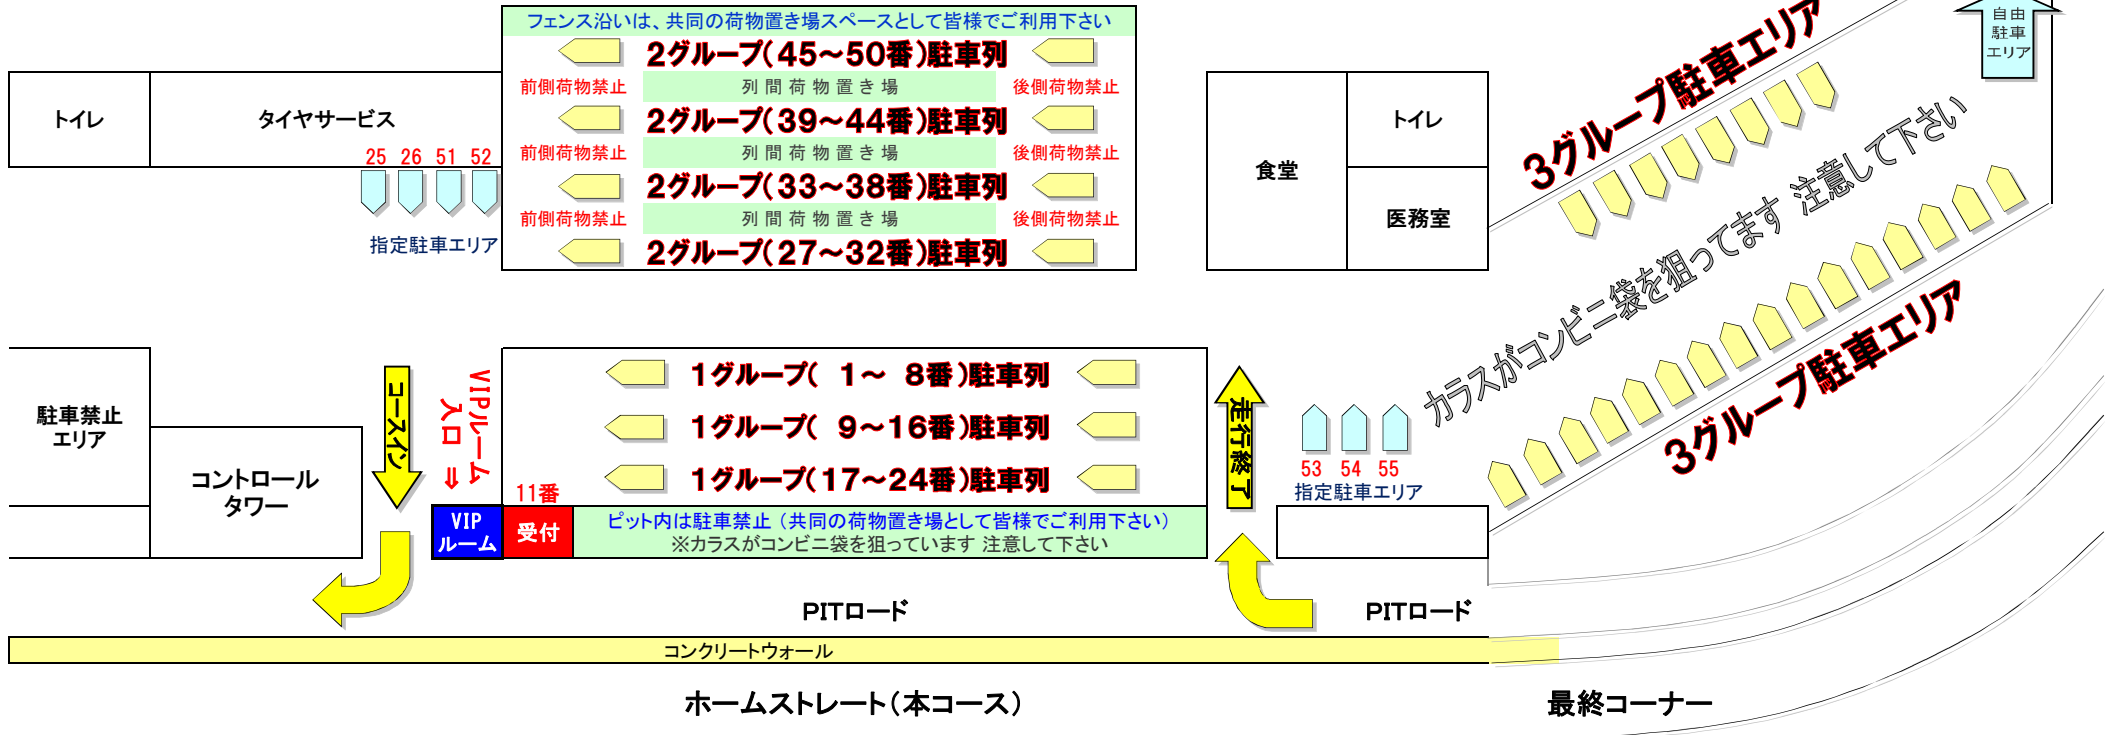 フェンス沿いは、共同の荷物置き場スペースとして皆様でご利用下さい
2グループ(45～50番)駐車列
前側荷物禁止 列間荷物置き場 後側荷物禁止
2グループ(39～44番)駐車列
前側荷物禁止 列間荷物置き場 後側荷物禁止
2グループ(33～38番)駐車列
前側荷物禁止 列間荷物置き場 後側荷物禁止
2グループ(27～32番)駐車列
トイレ
タイヤサービス
25 26 51 52
指定駐車エリア
食堂
トイレ
医務室
自由
駐車
エリア
3グループ駐車エリア
カラスがコンビニ袋を狙ってます 注意して下さい
3グループ駐車エリア
駐車禁止
エリア
コントロール
タワー
コースイン
VIPルーム
入口 ⇒
1グループ( 1～ 8番)駐車列
1グループ( 9～16番)駐車列
1グループ(17～24番)駐車列
11番
VIP
ルーム
受付
ピット内は駐車禁止（共同の荷物置き場として皆様でご利用下さい）
※カラスがコンビニ袋を狙っています 注意して下さい
走行終了
53 54 55
指定駐車エリア
PITロード
PITロード
コンクリートウォール
ホームストレート(本コース)
最終コーナー